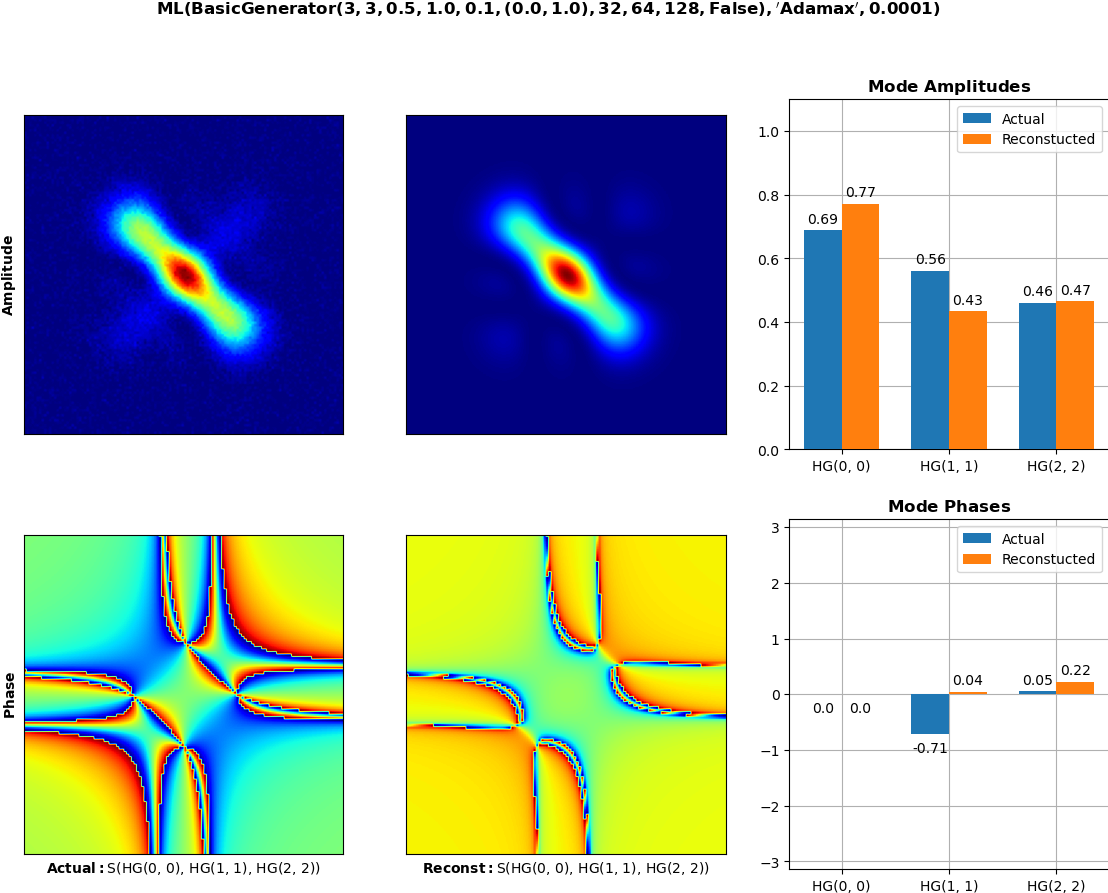 ML(BasicGenerator(3, 3, 0.5, 1.0, 0.1, (0.0, 1.0), 32, 64, 128, False), ′Adamax′, 0.0001)
Amplitude
Mode Amplitudes
Actual
Reconstucted
1.0
0.8
0.6
0.4
0.2
0.0
0.69
0.77
0.56
0.43
0.46
0.47
HG(0, 0)
HG(1, 1)
HG(2, 2)
Phase
Actual: S(HG(0, 0), HG(1, 1), HG(2, 2))
Reconst: S(HG(0, 0), HG(1, 1), HG(2, 2))
Mode Phases
Actual
Reconstucted
3
2
1
0
−1
−2
−3
0.0
0.0
-0.71
0.04
0.05
0.22
HG(0, 0)
HG(1, 1)
HG(2, 2)